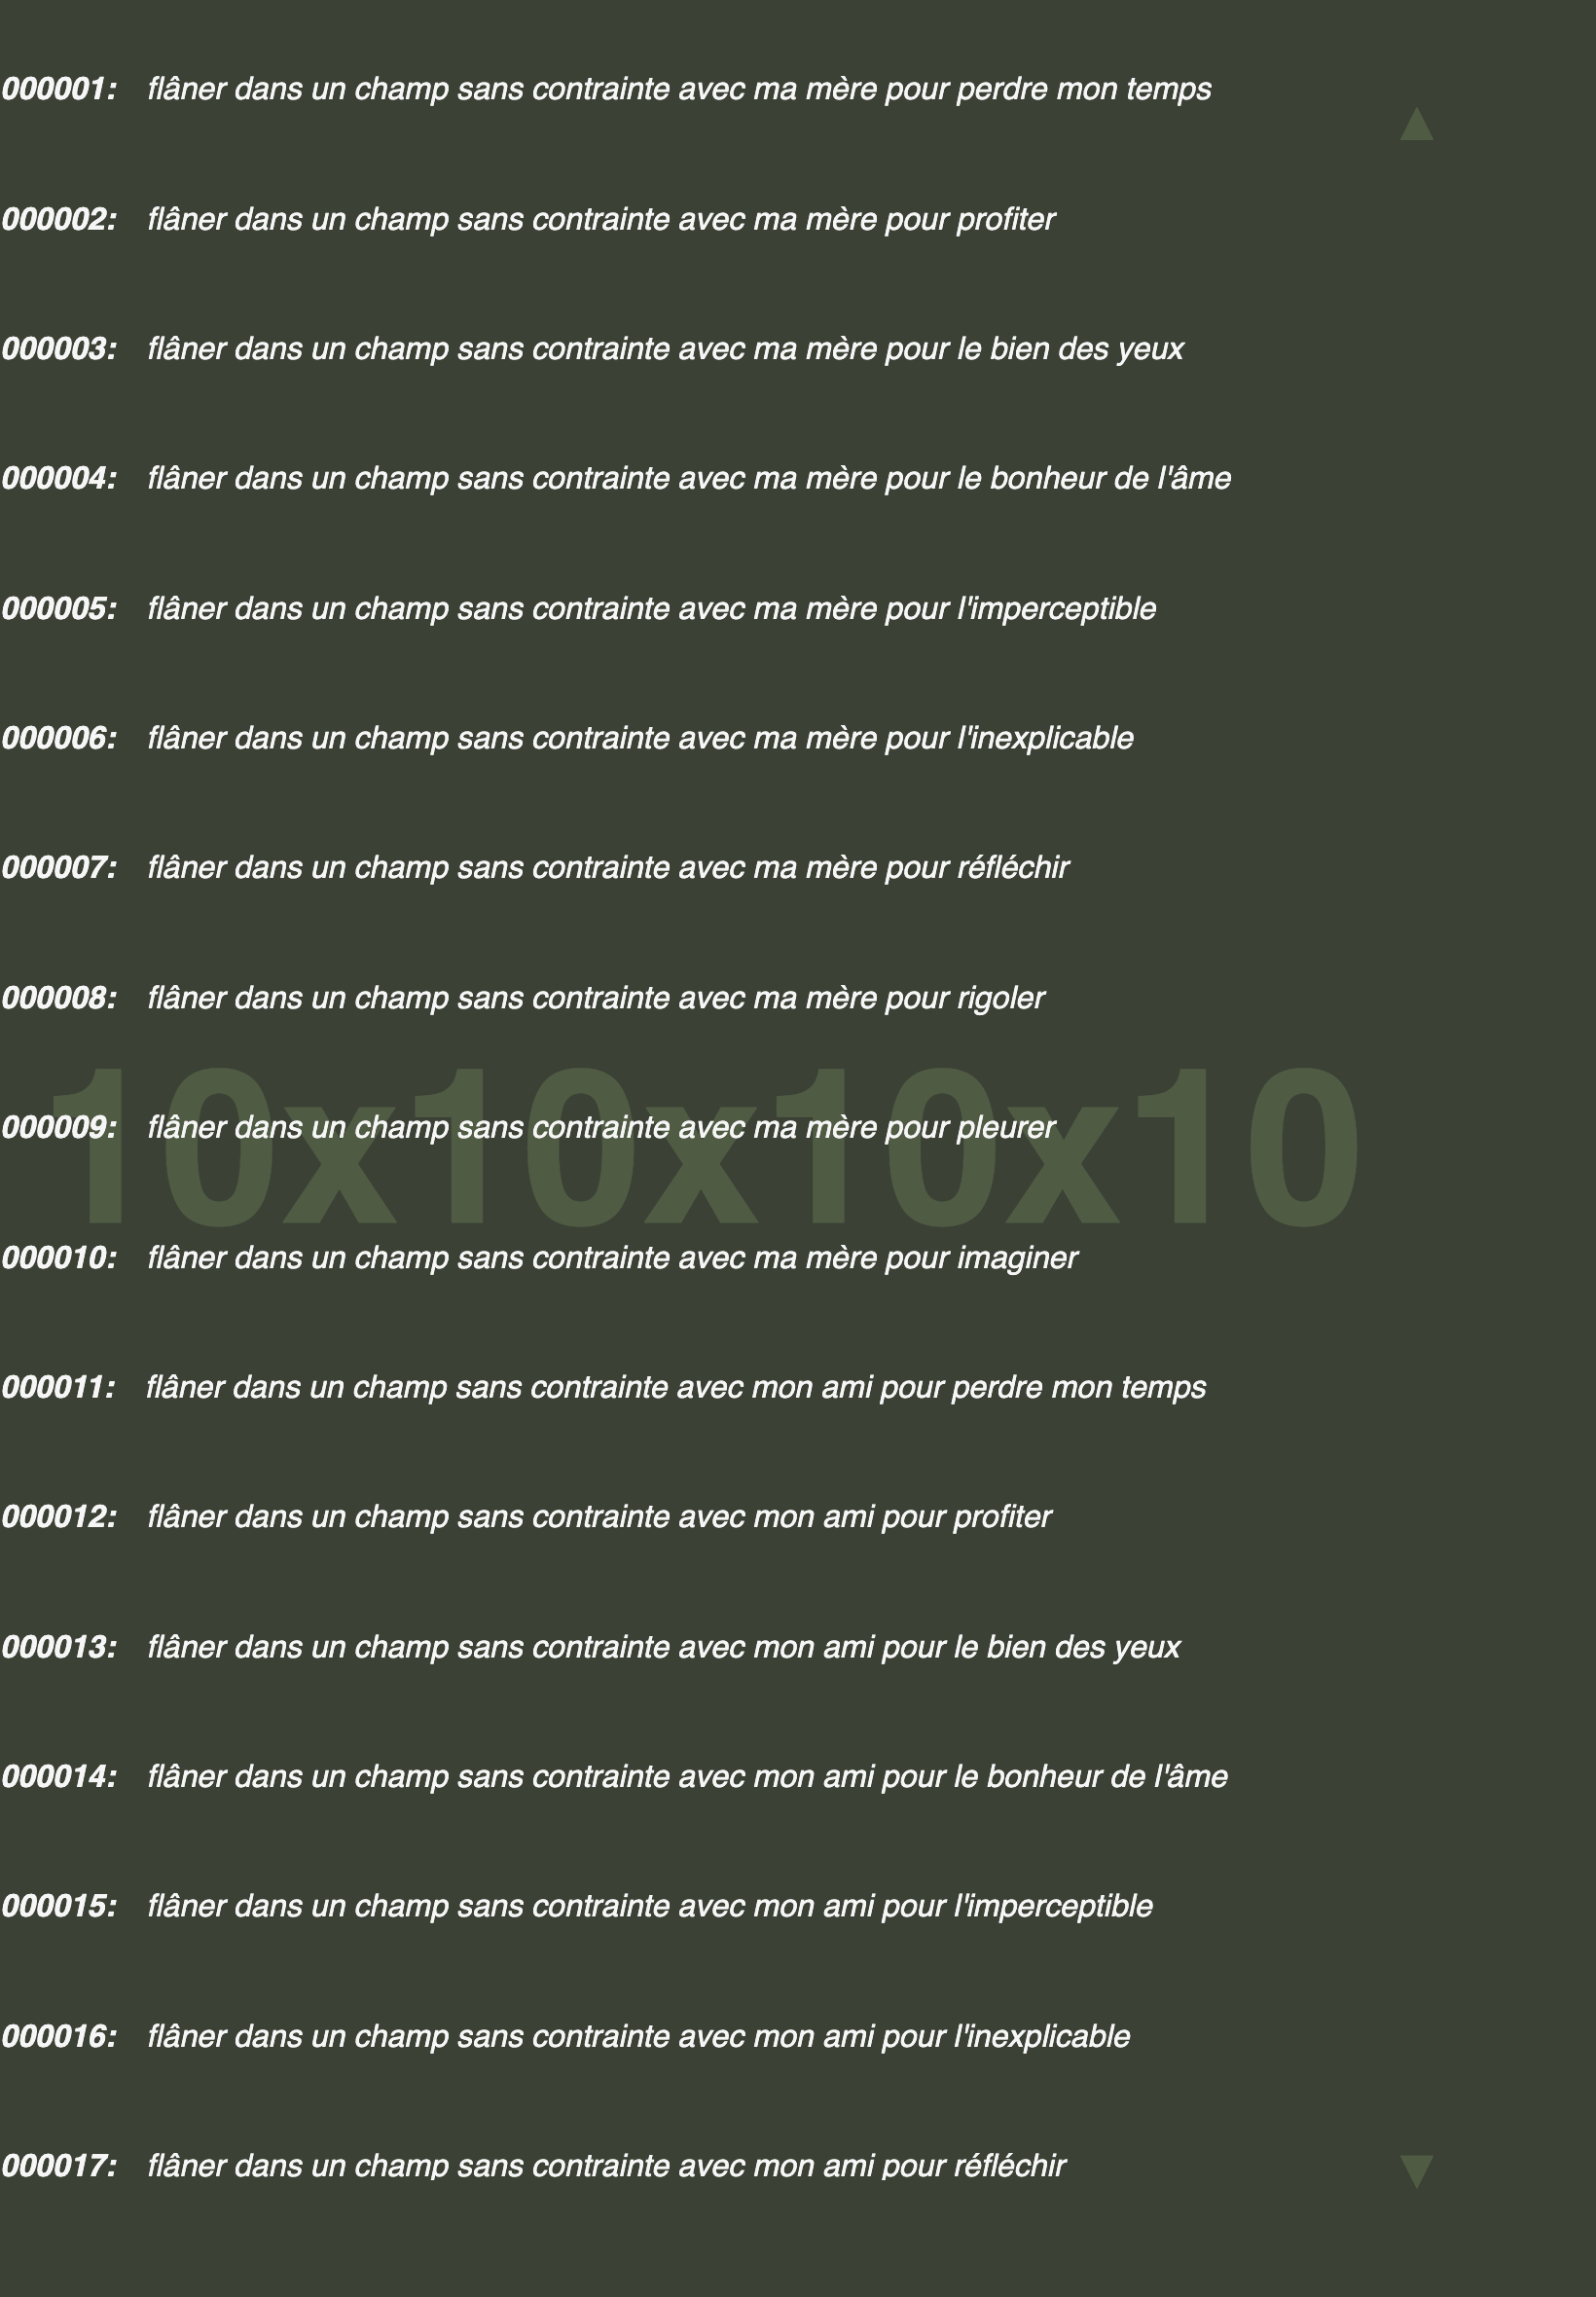 000001: flâner dans un champ sans contrainte avec ma mère pour perdre mon temps
000002: flâner dans un champ sans contrainte avec ma mère pour profiter
000003: flâner dans un champ sans contrainte avec ma mère pour le bien des yeux
000004: flâner dans un champ sans contrainte avec ma mère pour le bonheur de l'âme
000005: flâner dans un champ sans contrainte avec ma mère pour l'imperceptible
000006: flâner dans un champ sans contrainte avec ma mère pour l'inexplicable
000007: flâner dans un champ sans contrainte avec ma mère pour réfléchir
000008: flâner dans un champ sans contrainte avec ma mère pour rigoler
10x10x10x10
000009: flâner dans un champ sans contrainte avec ma mère pour pleurer
000010: flâner dans un champ sans contrainte avec ma mère pour imaginer
000011: flâner dans un champ sans contrainte avec mon ami pour perdre mon temps
000012: flâner dans un champ sans contrainte avec mon ami pour profiter
000013: flâner dans un champ sans contrainte avec mon ami pour le bien des yeux
000014: flâner dans un champ sans contrainte avec mon ami pour le bonheur de l'âme
000015: flâner dans un champ sans contrainte avec mon ami pour l'imperceptible
000016: flâner dans un champ sans contrainte avec mon ami pour l'inexplicable
000017: flâner dans un champ sans contrainte avec mon ami pour réfléchir